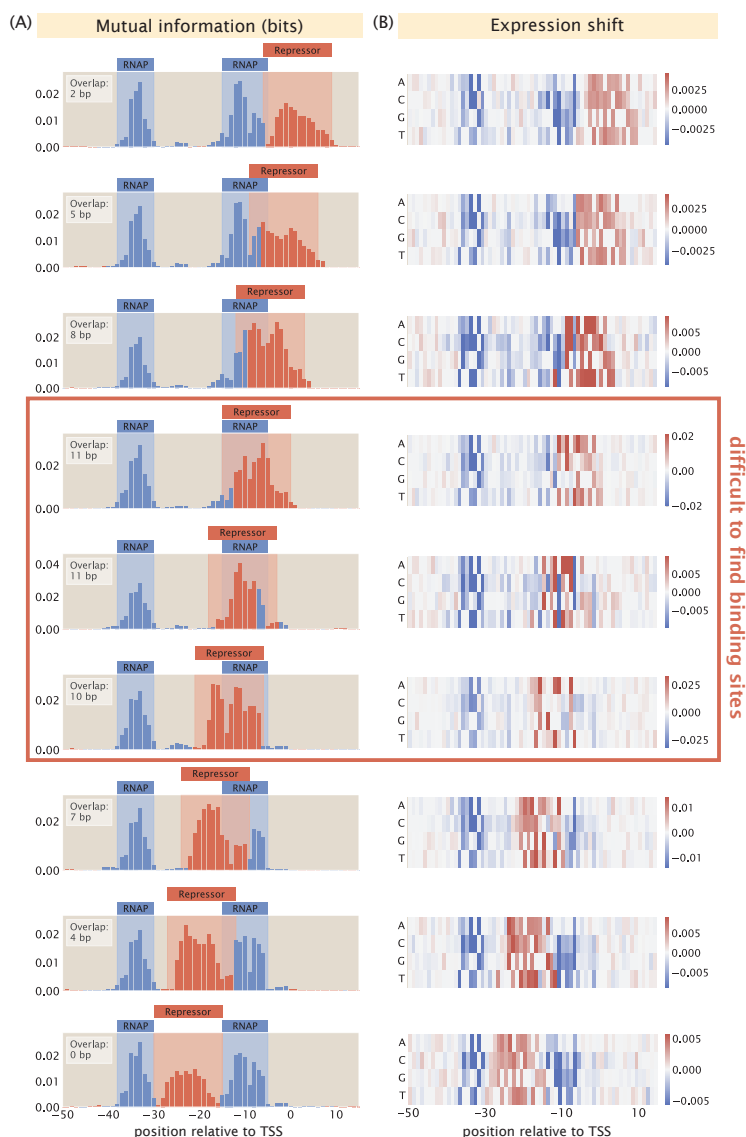 (A) Mutual information (bits) (B) Expression shift
Repressor
RNAP RNAP
Overlap:
2 bp
0.02
0.01
0.00
A
C
G
T
0.0025
0.0000
−0.0025
Repressor
RNAP RNAP
Overlap:
5 bp
0.02
0.01
0.00
A
C
G
T
0.0025
0.0000
−0.0025
Repressor
RNAP RNAP
Overlap:
8 bp
0.02
0.01
0.00
A
C
G
T
0.005
0.000
−0.005
Repressor
RNAP RNAP
Overlap:
11 bp
0.02
0.00
A
C
G
T
0.02
0.00
−0.02
Repressor
RNAP RNAP
Overlap:
11 bp
0.04
0.02
0.00
A
C
G
T
0.005
0.000
−0.005
Repressor
RNAP RNAP
Overlap:
10 bp
0.02
0.00
A
C
G
T
0.025
0.000
−0.025
difficult to find binding sites
Repressor
RNAP RNAP
Overlap:
7 bp
0.02
0.00
A
C
G
T
0.01
0.00
−0.01
Repressor
RNAP RNAP
Overlap:
4 bp
0.02
0.01
0.00
A
C
G
T
0.005
0.000
−0.005
Repressor
RNAP RNAP
Overlap:
0 bp
0.02
0.01
0.00
A
C
G
T
0.005
0.000
−0.005
−50 −40 −30 −20 −10 0 10
−50 −30 −10 10
position relative to TSS position relative to TSS